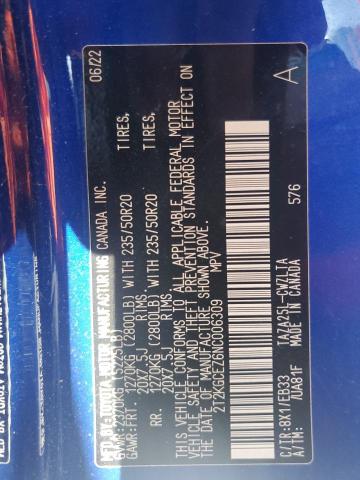 MFD.BY:TOYOTA MOTOR MANUFACTURING CANADA INC. 06/22
GVWR:2370KG (5225LB)
GAWR:FRT. 1270KG (2800LB) WITH 235/50R20 TIRES,
20X7.5J RIMS
RR. 1270KG (2800LB) WITH 235/50R20 TIRES,
20X7.5J RIMS
THIS VEHICLE CONFORMS TO ALL APPLICABLE FEDERAL MOTOR
VEHICLE SAFETY AND THEFT PREVENTION STANDARDS IN EFFECT ON
THE DATE OF MANUFACTURE SHOWN ABOVE.
2T2KGCEZ6NC006309 MPV
C/TR:8X1/EB33 TAZA25L-CWZLTA A
A/TM: /UA81F MADE IN CANADA 576